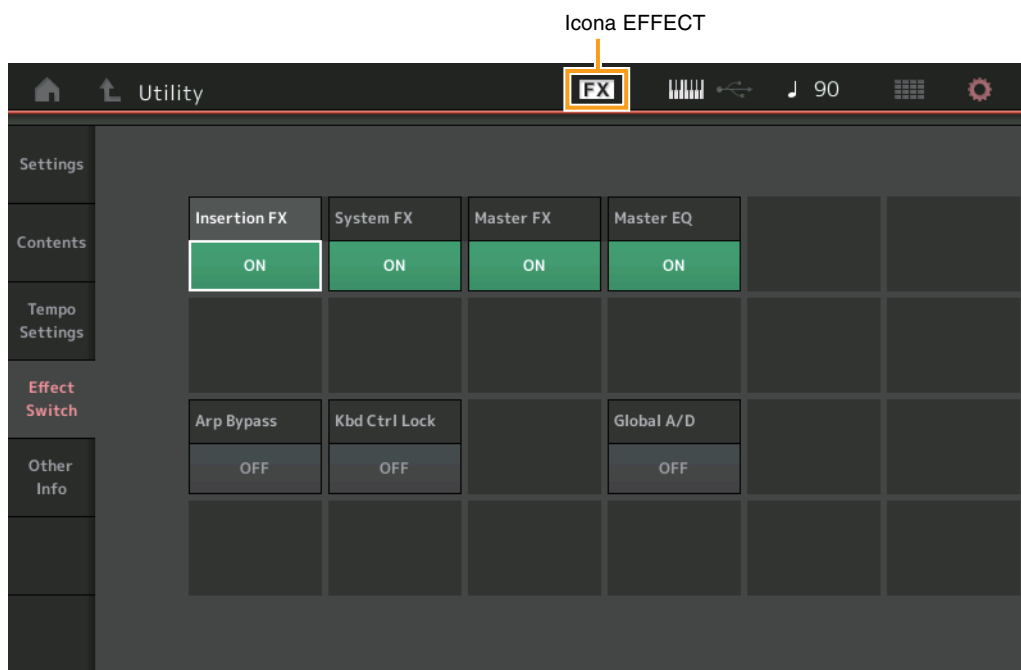 Icona EFFECT
Utility
FX
90
Settings
Contents
Tempo
Settings
Effect
Switch
Other
Info
Insertion FX
System FX
Master FX
Master EQ
ON
ON
ON
ON
Arp Bypass
Kbd Ctrl Lock
Global A/D
OFF
OFF
OFF